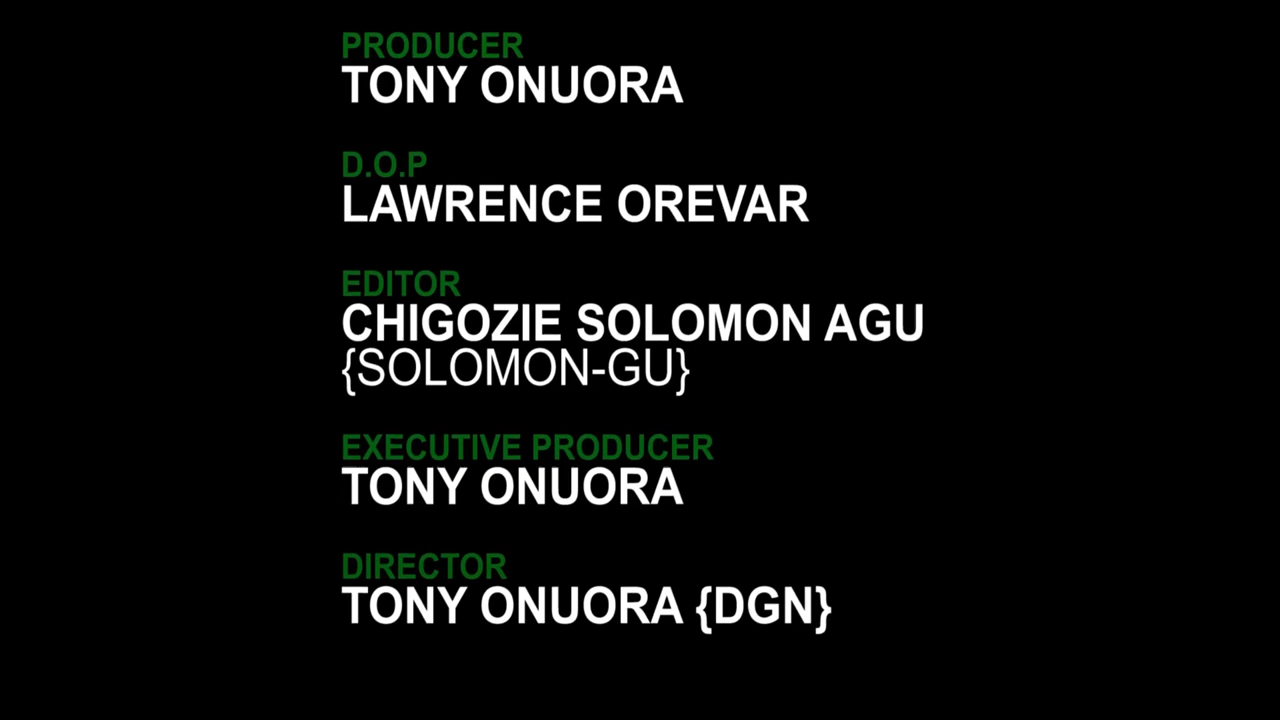 PRODUCER
TONY ONUORA
D.O.P
LAWRENCE OREVAR
EDITOR
CHIGOZIE SOLOMON AGU
{SOLOMON-GU}
EXECUTIVE PRODUCER
TONY ONUORA
DIRECTOR
TONY ONUORA {DGN}